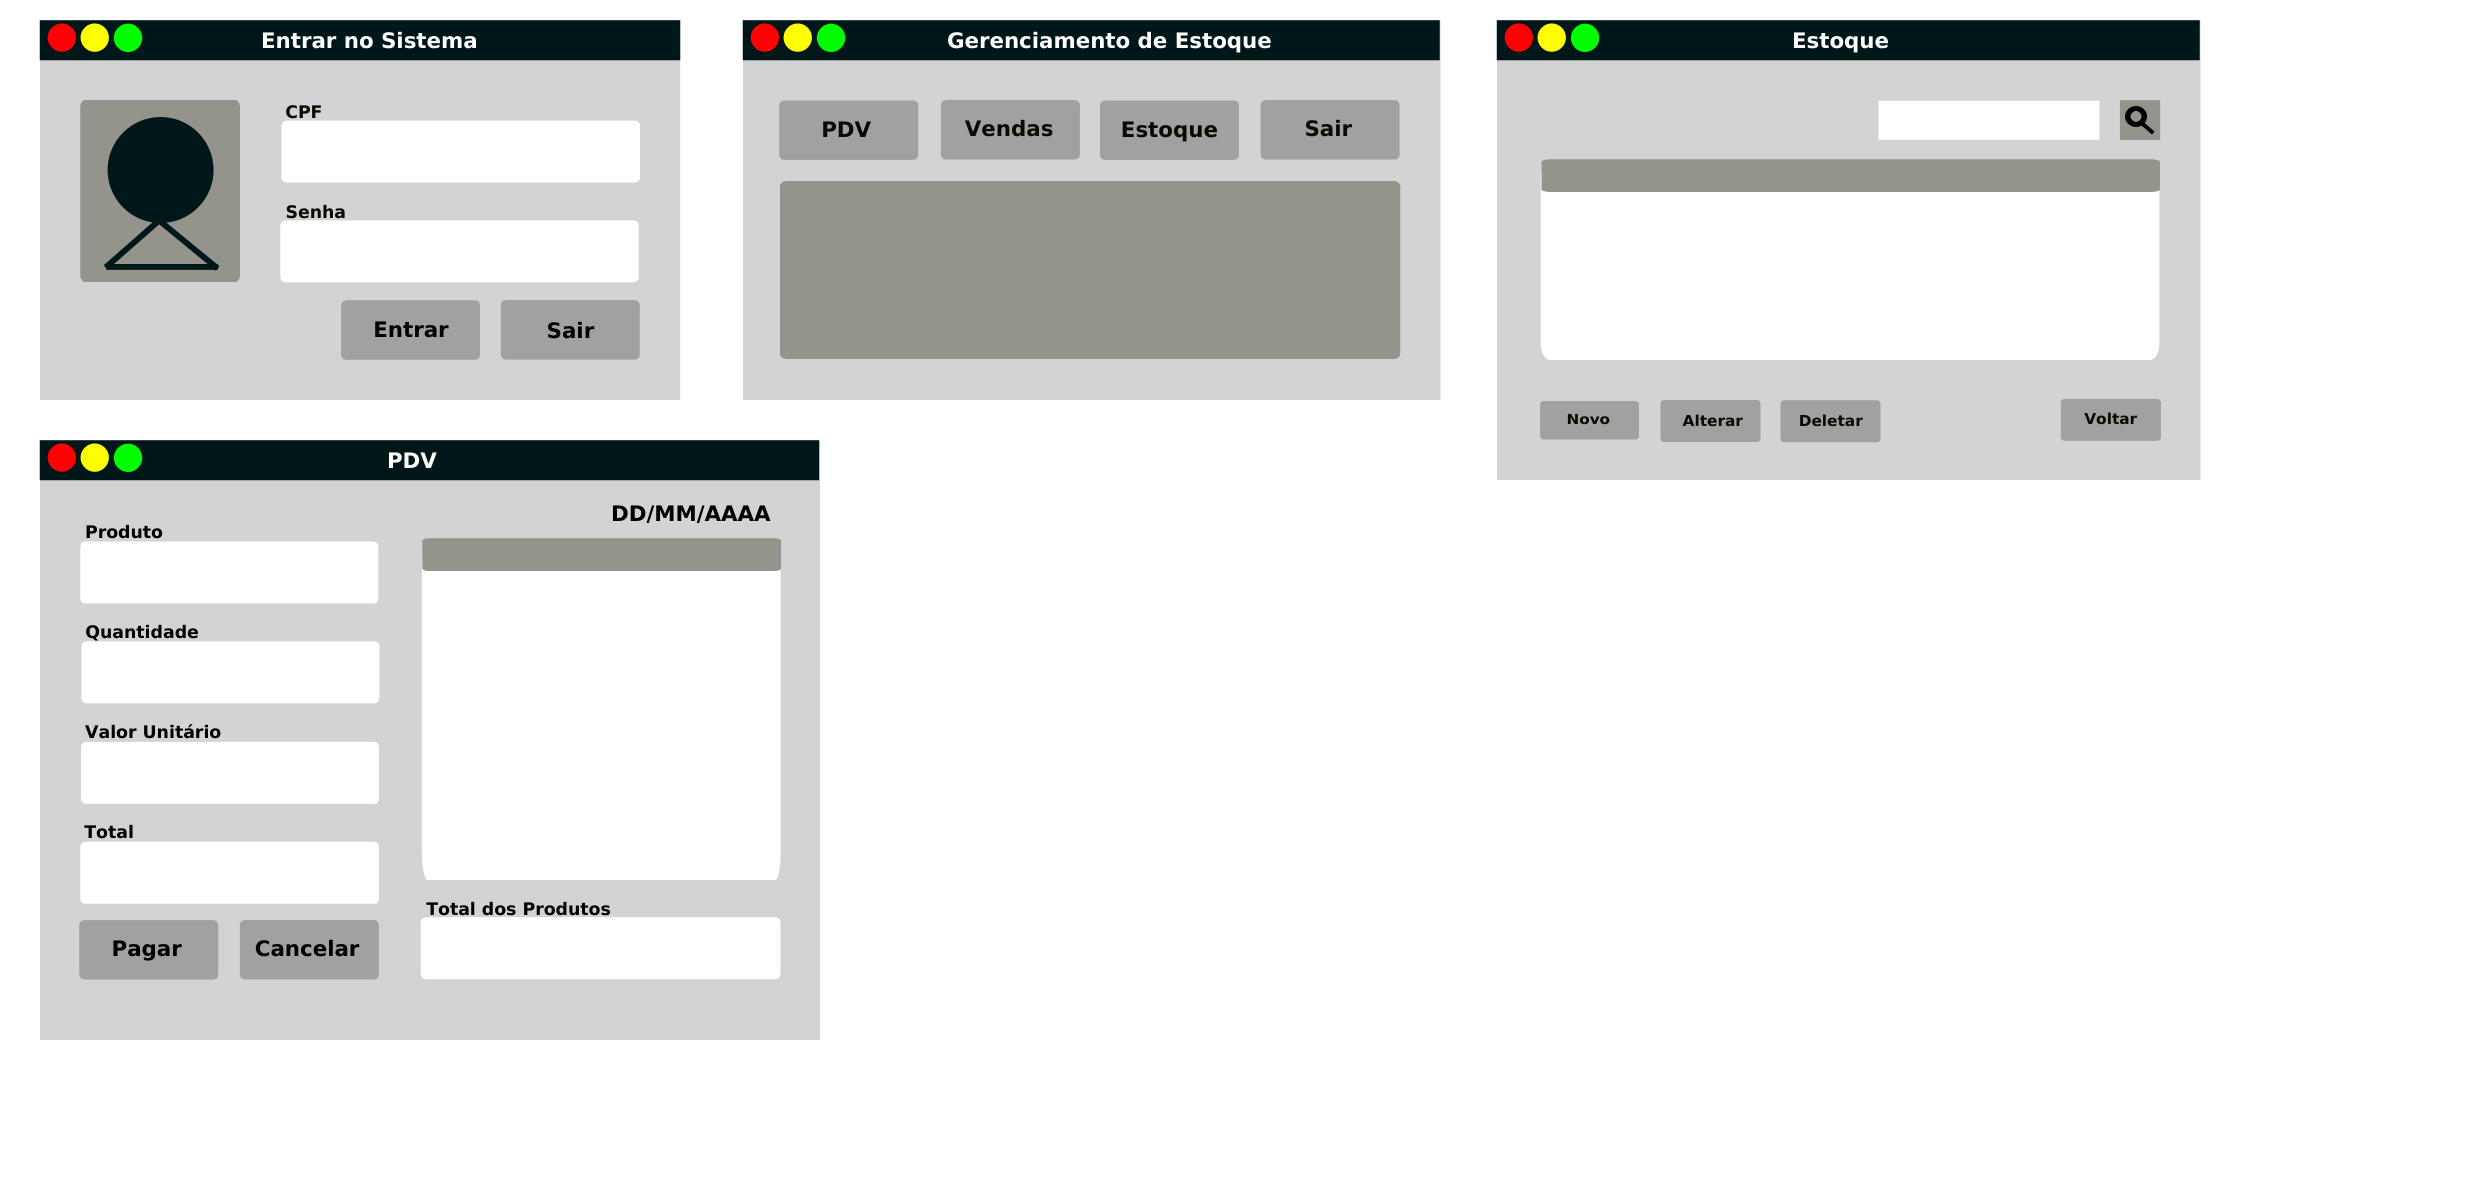 Entrar no Sistema
CPF
Senha
Entrar
Sair
Gerenciamento de Estoque
PDV
Vendas
Estoque
Sair
Estoque
Novo
Alterar
Deletar
Voltar
PDV
DD/MM/AAAA
Produto
Quantidade
Valor Unitário
Total
Pagar
Cancelar
Total dos Produtos